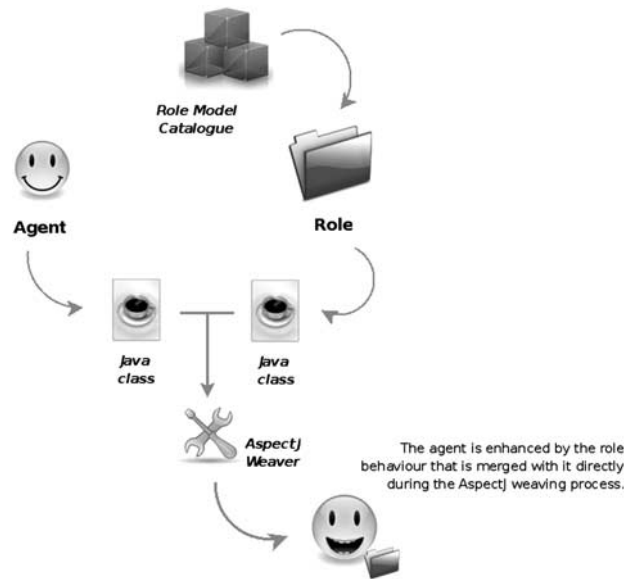 Role Model
Catalogue
Agent
Role
Java
class
Java
class
AspectJ
Weaver
The agent is enhanced by the role
behaviour that is merged with it directly
during the AspectJ weaving process.